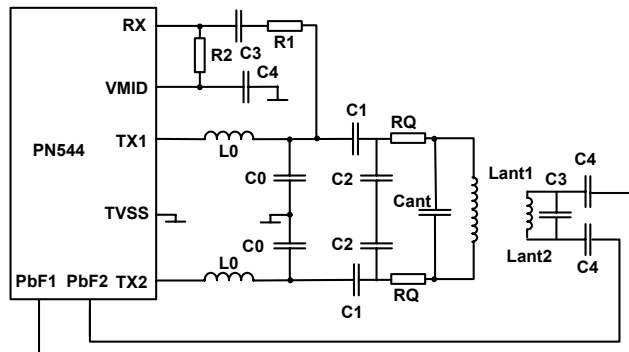 RX
C3
R1
R2
C4
VMID
C1
RQ
TX1
L0
Lant1
C4
PN544
C0
C2
Cant
C3
TVSS
C0
C2
Lant2
C4
PbF1
PbF2
TX2
L0
C1
RQ